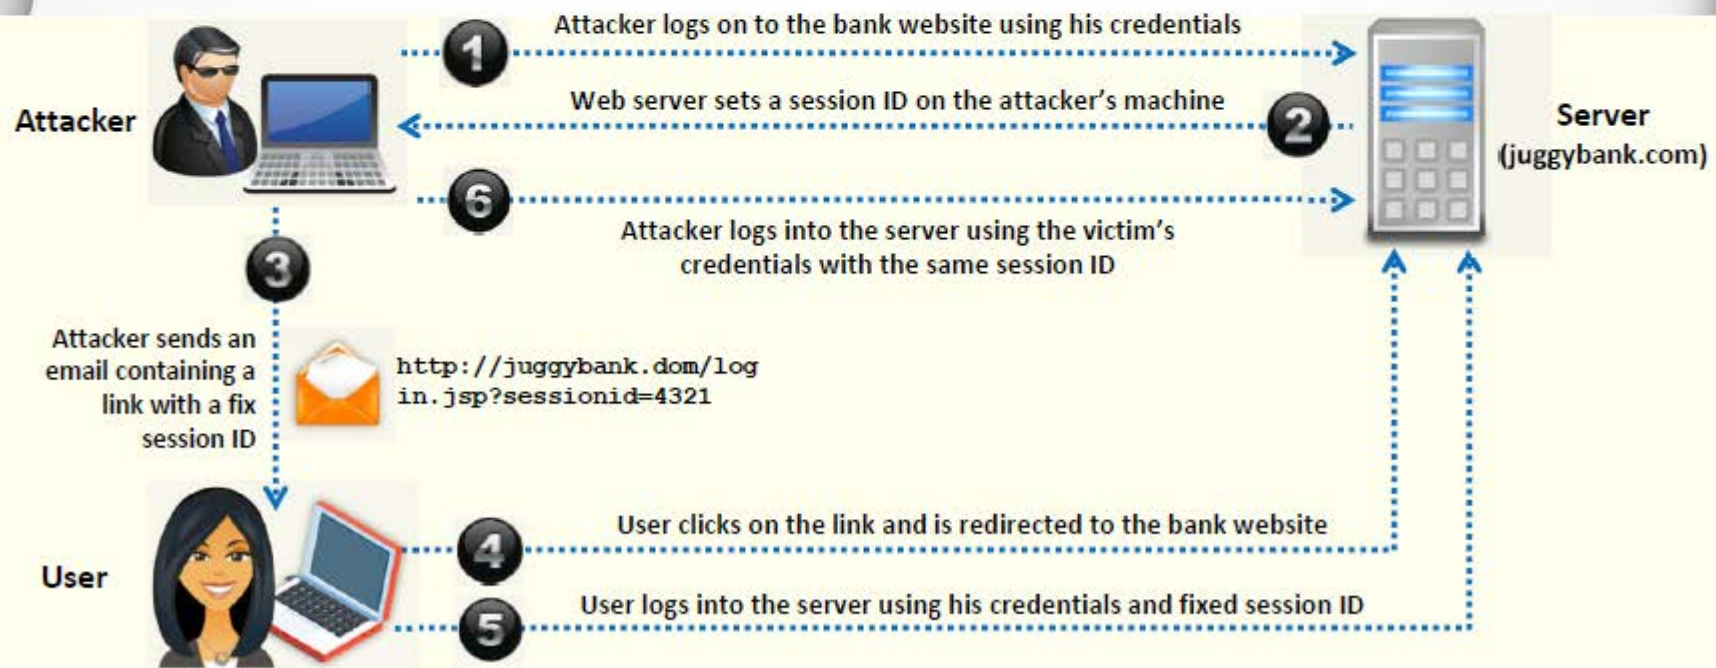 Attacker logs on to the bank website using his credentials
1
Web server sets a session ID on the attacker's machine
2
Attacker
Server
(juggybank.com)
6
Attacker logs into the server using the victim's
credentials with the same session ID
3
Attacker sends an
email containing a
link with a fix
session ID
http://juggybank.dom/log
in.jsp?sessionid=4321
User clicks on the link and is redirected to the bank website
4
User
User logs into the server using his credentials and fixed session ID
5